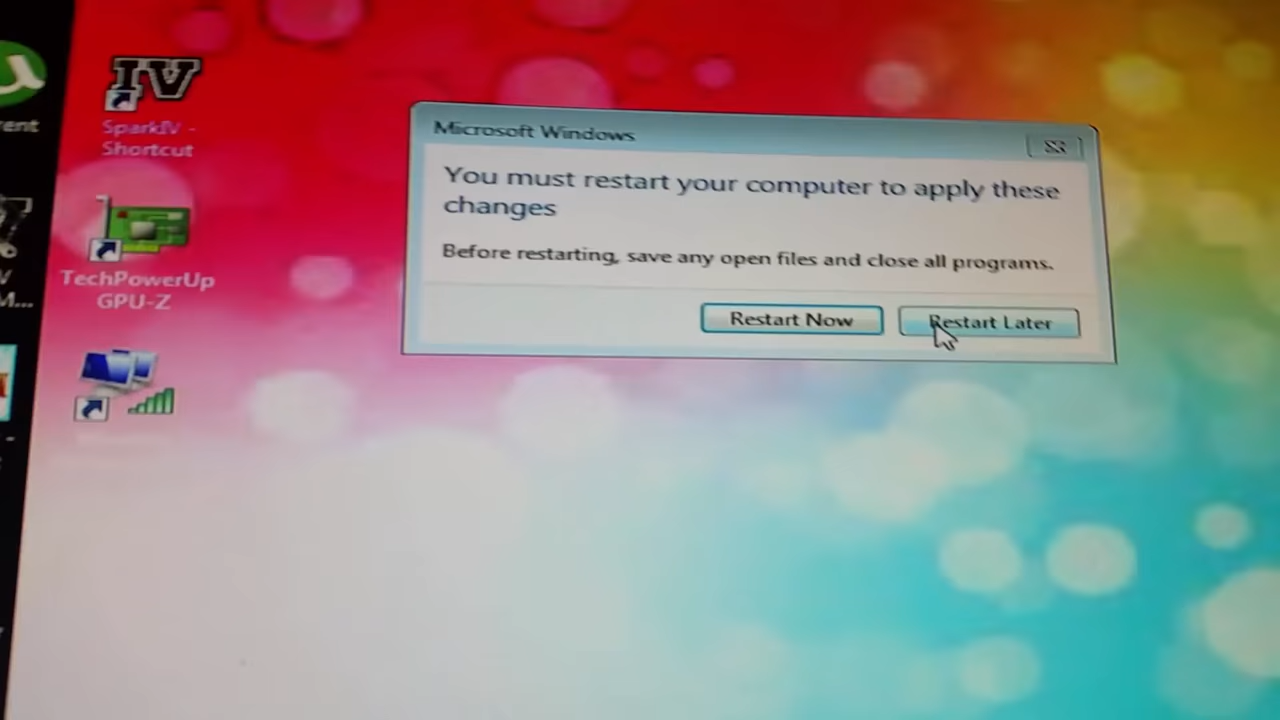 IV
rent
SparkIV -
Shortcut
TechPowerUp
GPU-Z
V
M...
Microsoft Windows
You must restart your computer to apply these
changes
Before restarting, save any open files and close all programs.
Restart Now
Restart Later